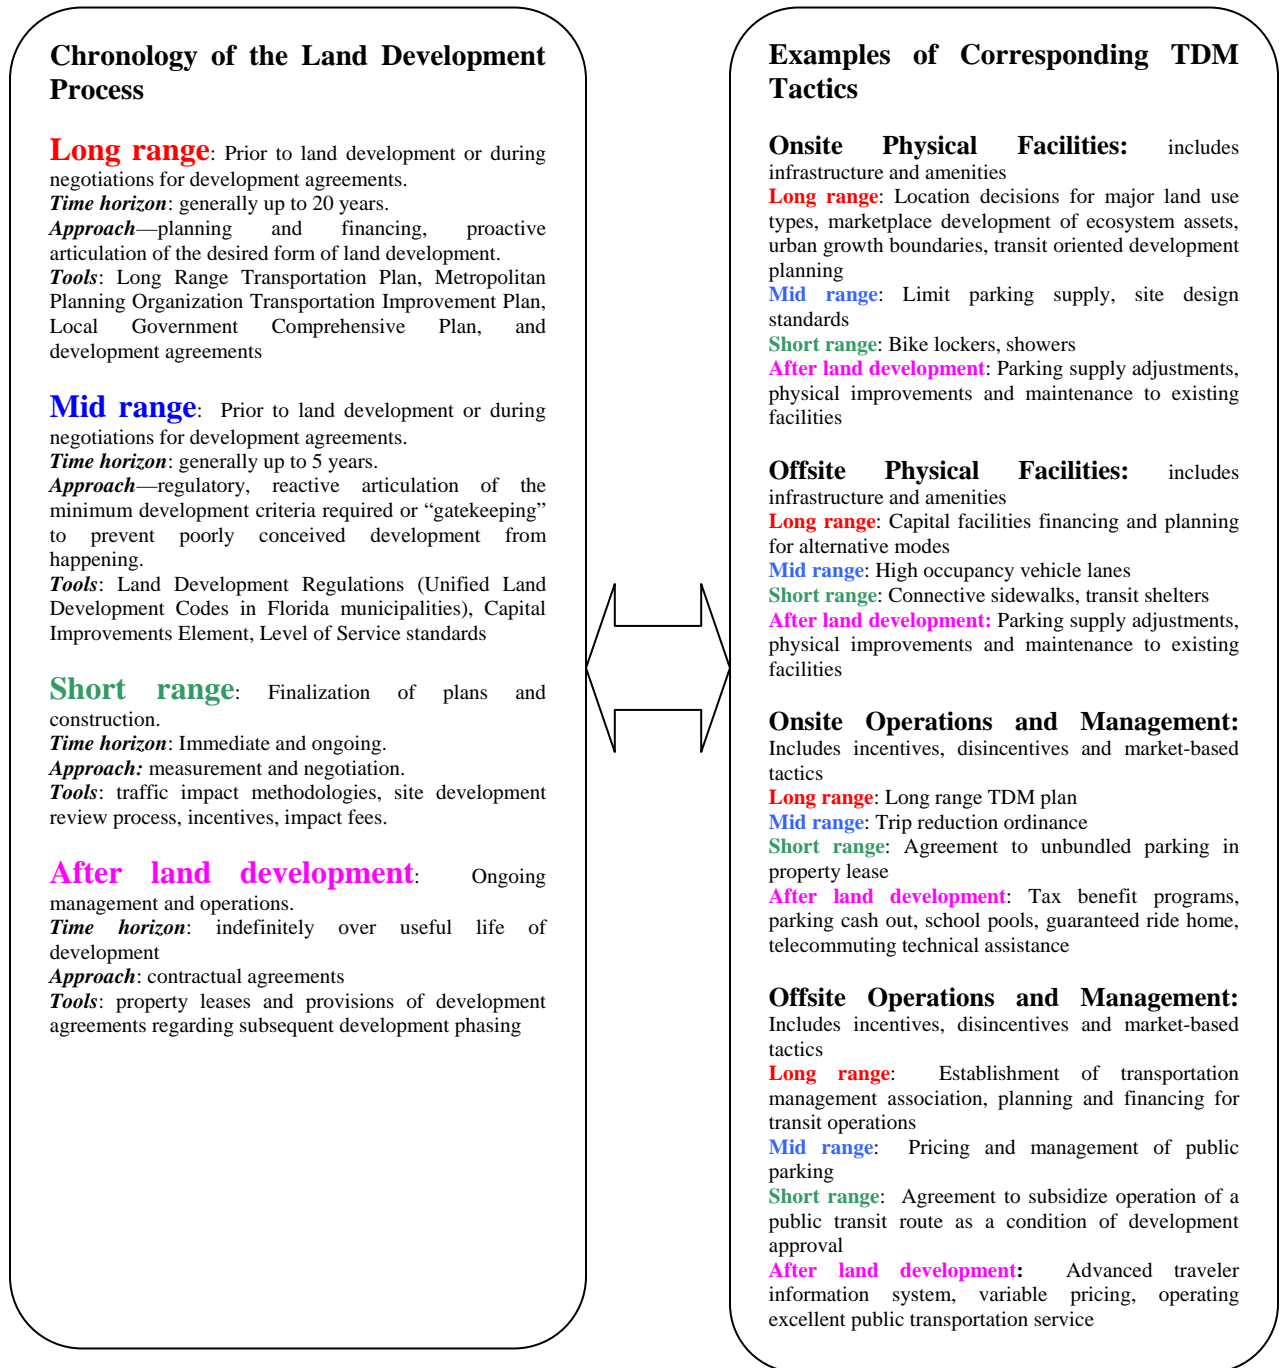 Chronology of the Land Development
Process
Long range: Prior to land development or during
negotiations for development agreements.
Time horizon: generally up to 20 years.
Approach—planning and financing, proactive
articulation of the desired form of land development.
Tools: Long Range Transportation Plan, Metropolitan
Planning Organization Transportation Improvement Plan,
Local Government Comprehensive Plan, and
development agreements
Mid range: Prior to land development or during
negotiations for development agreements.
Time horizon: generally up to 5 years.
Approach—regulatory, reactive articulation of the
minimum development criteria required or “gatekeeping”
to prevent poorly conceived development from
happening.
Tools: Land Development Regulations (Unified Land
Development Codes in Florida municipalities), Capital
Improvements Element, Level of Service standards
Short range: Finalization of plans and
construction.
Time horizon: Immediate and ongoing.
Approach: measurement and negotiation.
Tools: traffic impact methodologies, site development
review process, incentives, impact fees.
After land development: Ongoing
management and operations.
Time horizon: indefinitely over useful life of
development
Approach: contractual agreements
Tools: property leases and provisions of development
agreements regarding subsequent development phasing
Examples of Corresponding TDM
Tactics
Onsite Physical Facilities: includes
infrastructure and amenities
Long range: Location decisions for major land use
types, marketplace development of ecosystem assets,
urban growth boundaries, transit oriented development
planning
Mid range: Limit parking supply, site design
standards
Short range: Bike lockers, showers
After land development: Parking supply adjustments,
physical improvements and maintenance to existing
facilities
Offsite Physical Facilities: includes
infrastructure and amenities
Long range: Capital facilities financing and planning
for alternative modes
Mid range: High occupancy vehicle lanes
Short range: Connective sidewalks, transit shelters
After land development: Parking supply adjustments,
physical improvements and maintenance to existing
facilities
Onsite Operations and Management:
Includes incentives, disincentives and market-based
tactics
Long range: Long range TDM plan
Mid range: Trip reduction ordinance
Short range: Agreement to unbundled parking in
property lease
After land development: Tax benefit programs,
parking cash out, school pools, guaranteed ride home,
telecommuting technical assistance
Offsite Operations and Management:
Includes incentives, disincentives and market-based
tactics
Long range: Establishment of transportation
management association, planning and financing for
transit operations
Mid range: Pricing and management of public
parking
Short range: Agreement to subsidize operation of a
public transit route as a condition of development
approval
After land development: Advanced traveler
information system, variable pricing, operating
excellent public transportation service